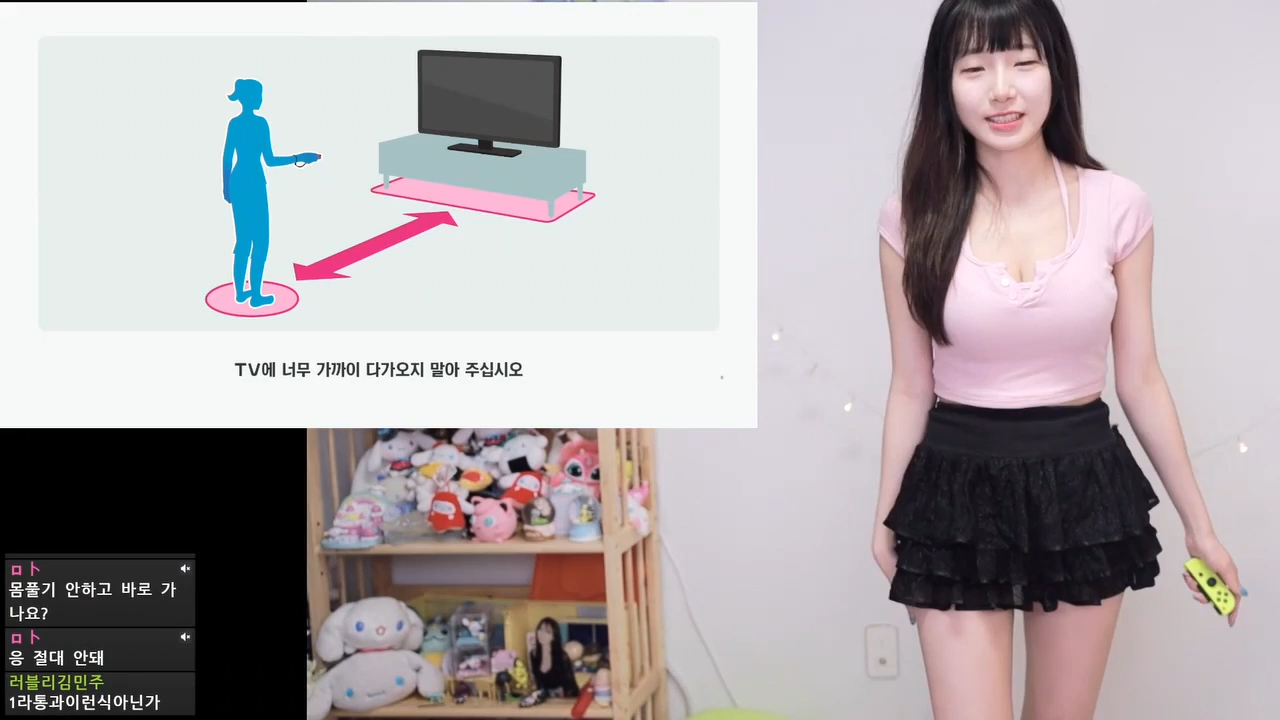 TV에 너무 가까이 다가오지 말아 주십시오
ㅁㅏ
몸풀기 안하고 바로 가
나요?
ㅁㅏ
응 절대 안돼
러블리김민주
1라통과이런식아닌가